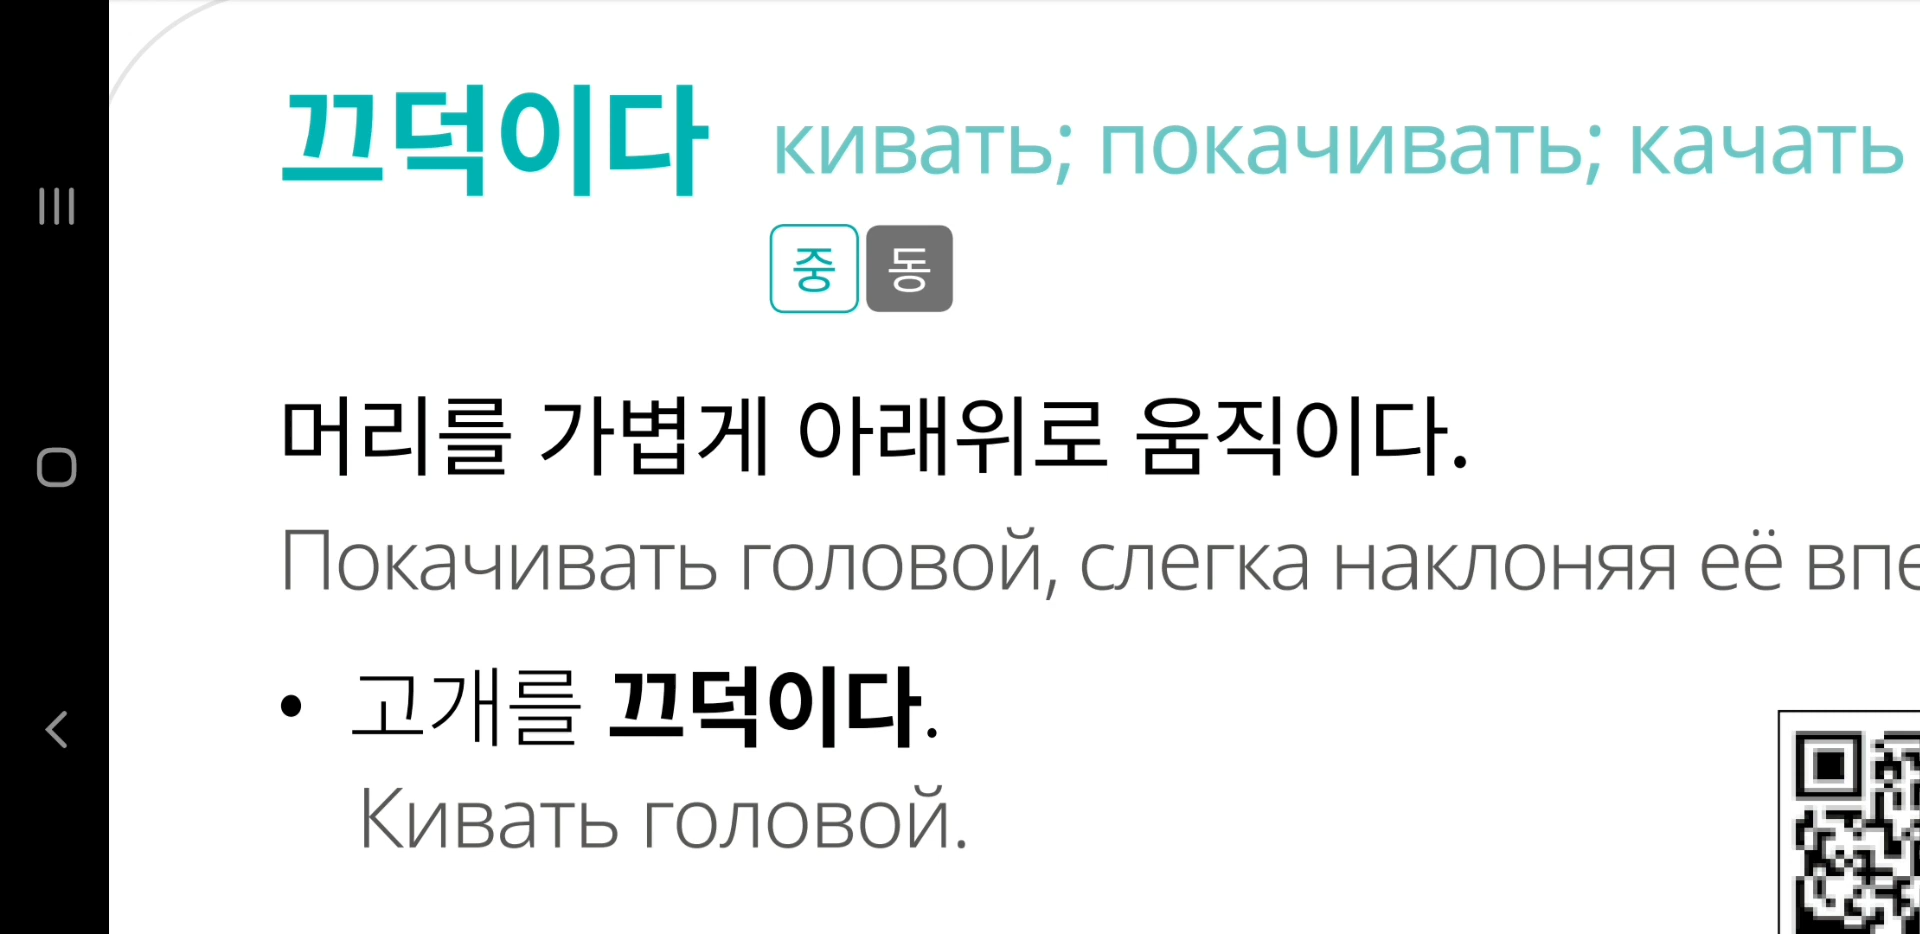 끄덕이다 кивать; покачивать; качать
중 동
머리를 가볍게 아래위로 움직이다.
Покачивать головой, слегка наклоняя её впе
• 고개를 끄덕이다.
Кивать головой.